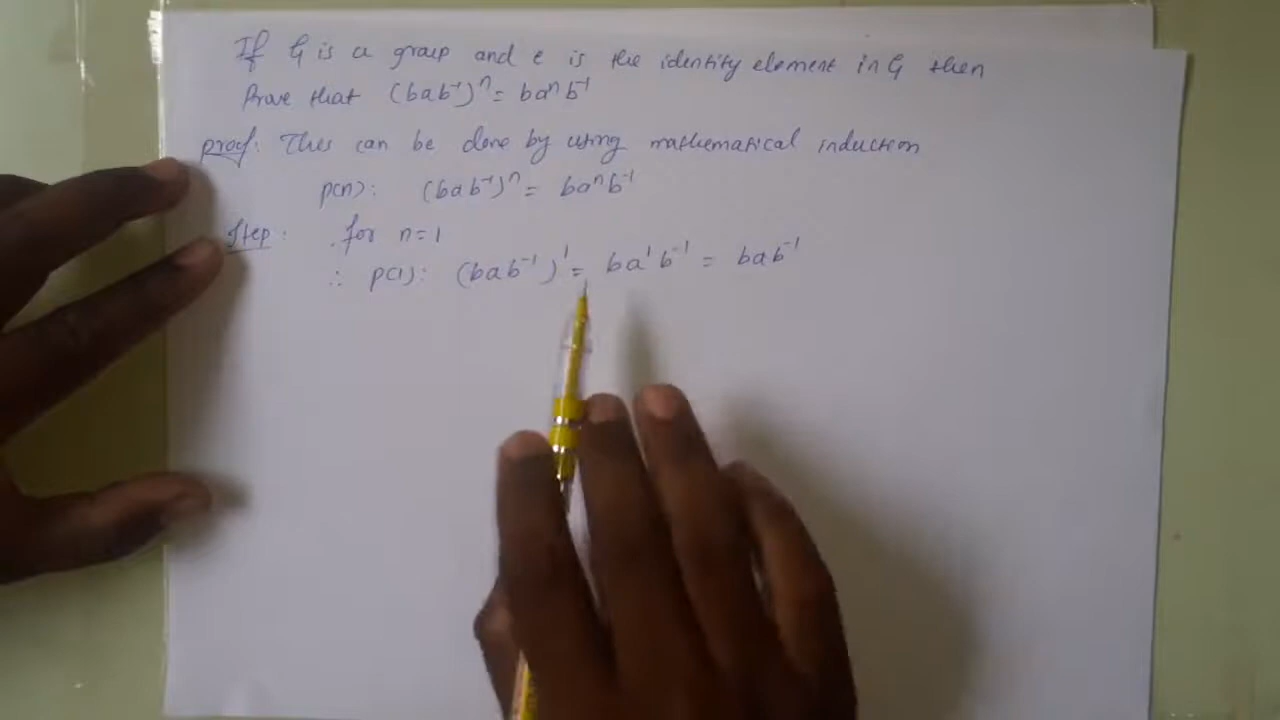 If G is a group and e is the identity element in G then
Prove that (bab⁻¹)ⁿ = baⁿb⁻¹
proof: This can be done by using mathematical induction
p(n): (bab⁻¹)ⁿ = baⁿb⁻¹
Step: for n=1
∴ p(1): (bab⁻¹)¹ = ba¹b⁻¹ = bab⁻¹